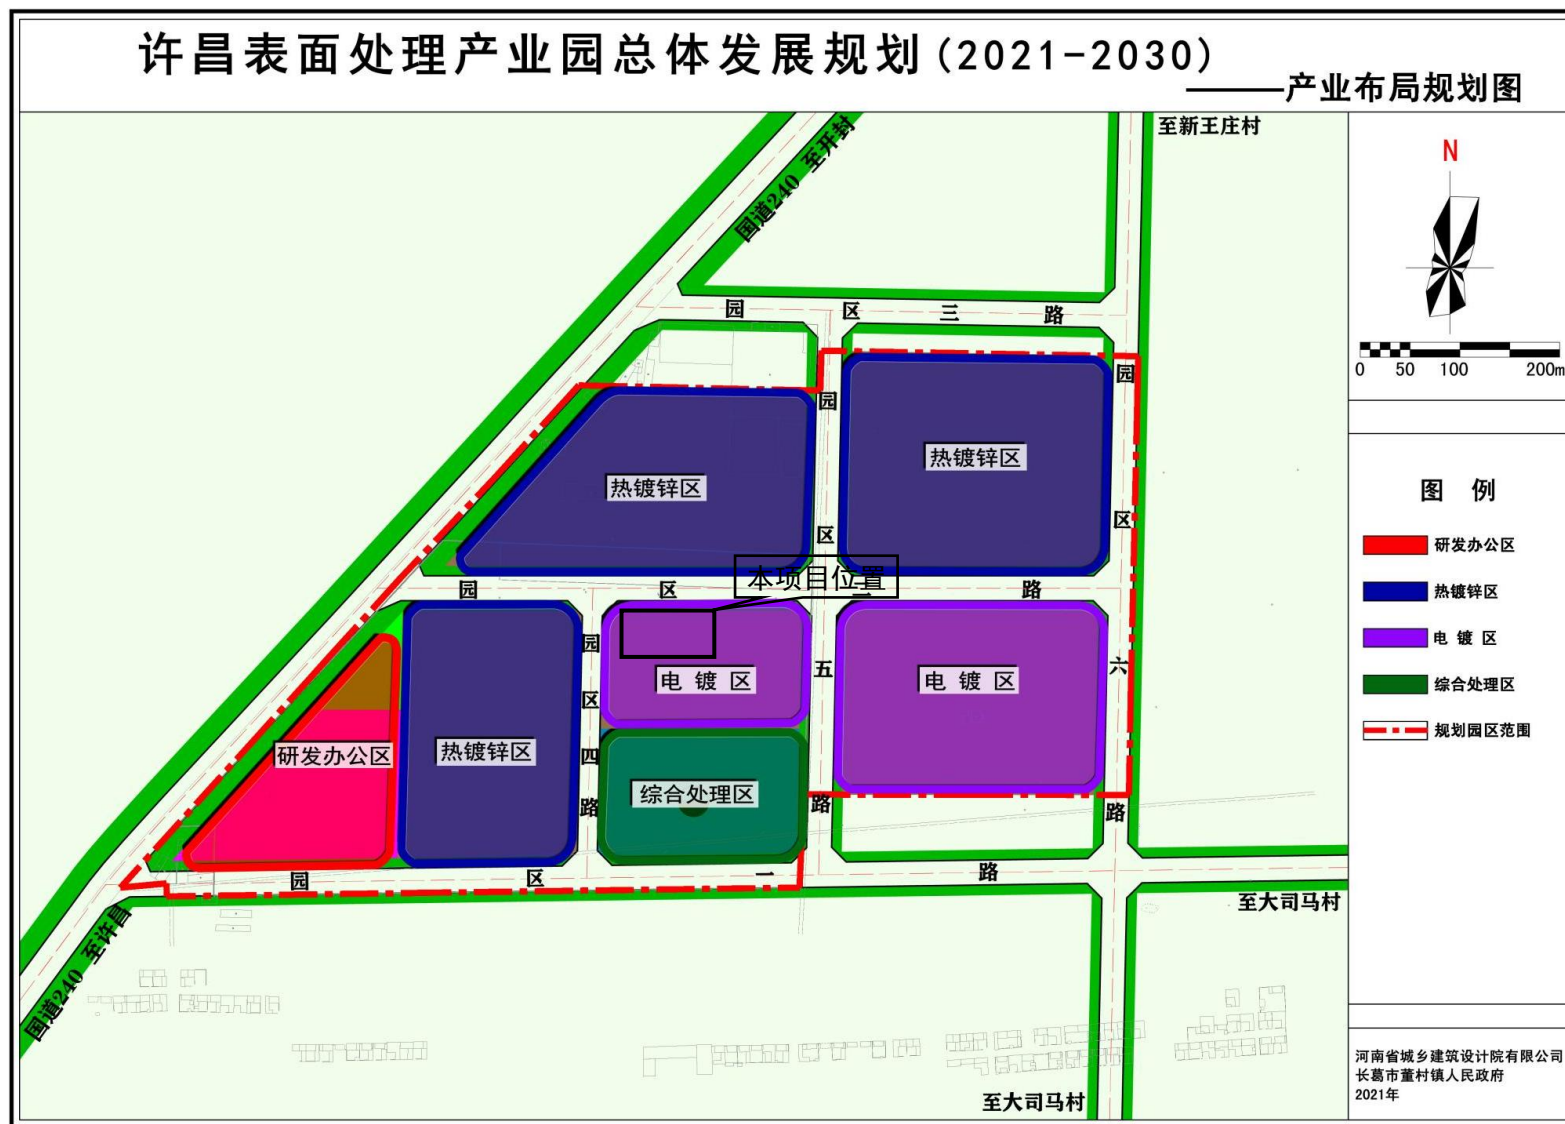 许昌表面处理产业园总体发展规划(2021-2030)
——产业布局规划图
至新王庄村
国道240 至开封
N
0 50 100 200m
园区三路
园区五路
园区六路
热镀锌区
热镀锌区
本项目位置
园区二路
园区四路
电镀区
电镀区
研发办公区
热镀锌区
综合处理区
园区一路
至大司马村
国道240 至许昌
至大司马村
图例
研发办公区
热镀锌区
电镀区
综合处理区
规划园区范围
河南省城乡建筑设计院有限公司
长葛市董村镇人民政府
2021年